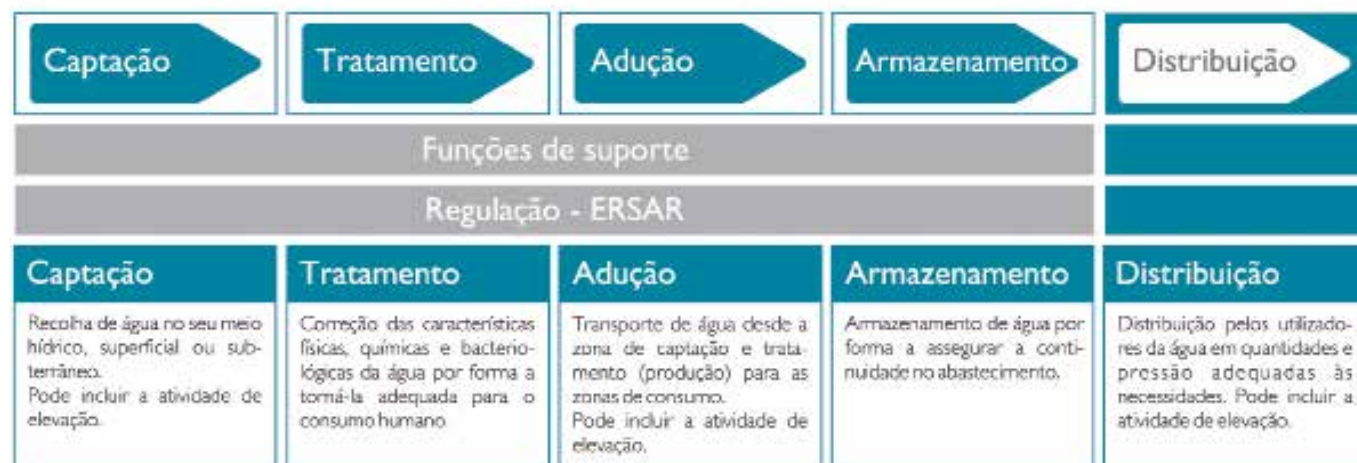 Captação
Tratamento
Adução
Armazenamento
Distribuição
Funções de suporte
Regulação - ERSAR
Captação
Recolha de água no seu meio
hídrico, superficial ou sub-
terrâneo.
Pode incluir a atividade de
elevação.
Tratamento
Correção das características
físicas, químicas e bacterio-
lógicas da água por forma a
torná-la adequada para o
consumo humano
Adução
Transporte de água desde a
zona de captação e trata-
mento (produção) para as
zonas de consumo.
Pode incluir a atividade de
elevação.
Armazenamento
Armazenamento de água por
forma a assegurar a conti-
nuidade no abastecimento.
Distribuição
Distribuição pelos utilizado-
res da água em quantidades e
pressão adequadas às
necessidades. Pode incluir a
atividade de elevação.